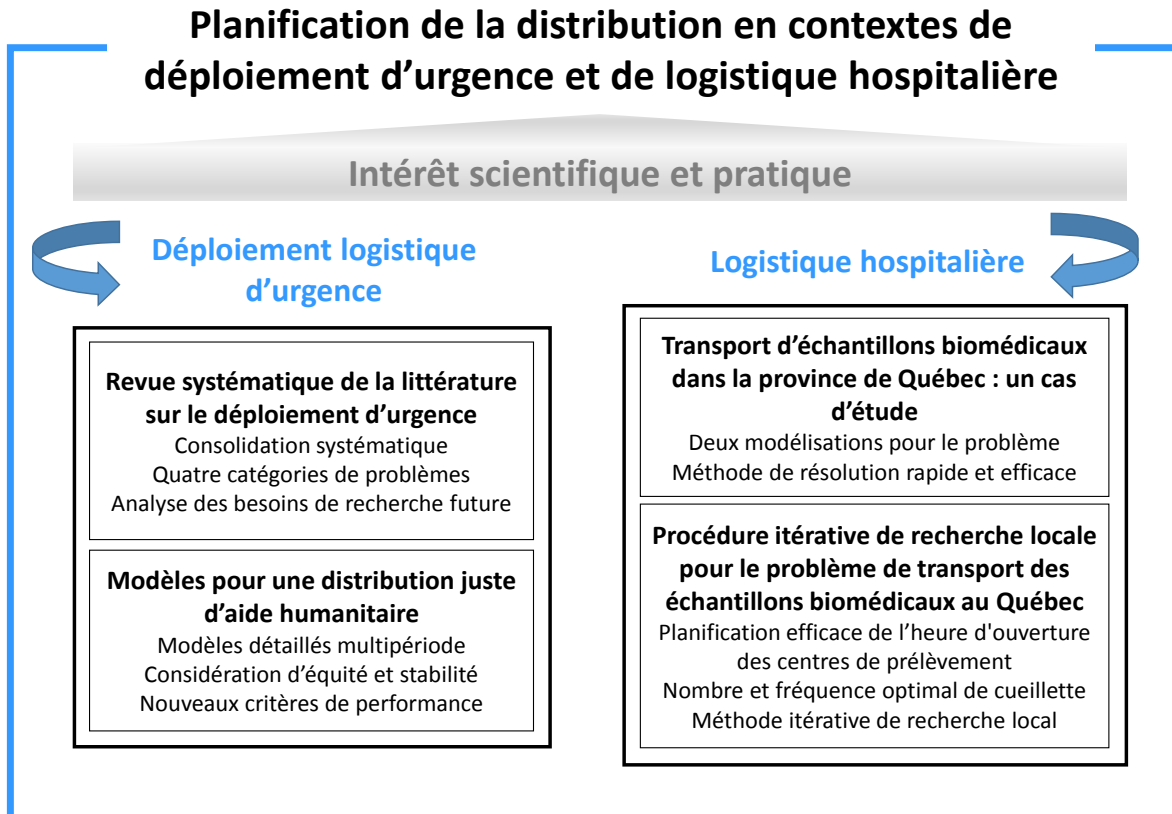 Planification de la distribution en contextes de
déploiement d’urgence et de logistique hospitalière
Intérêt scientifique et pratique
Déploiement logistique
d’urgence
Revue systématique de la littérature
sur le déploiement d’urgence
Consolidation systématique
Quatre catégories de problèmes
Analyse des besoins de recherche future
Modèles pour une distribution juste
d’aide humanitaire
Modèles détaillés multipériode
Considération d’équité et stabilité
Nouveaux critères de performance
Logistique hospitalière
Transport d’échantillons biomédicaux
dans la province de Québec : un cas
d’étude
Deux modélisations pour le problème
Méthode de résolution rapide et efficace
Procédure itérative de recherche locale
pour le problème de transport des
échantillons biomédicaux au Québec
Planification efficace de l’heure d'ouverture
des centres de prélèvement
Nombre et fréquence optimal de cueillette
Méthode itérative de recherche local